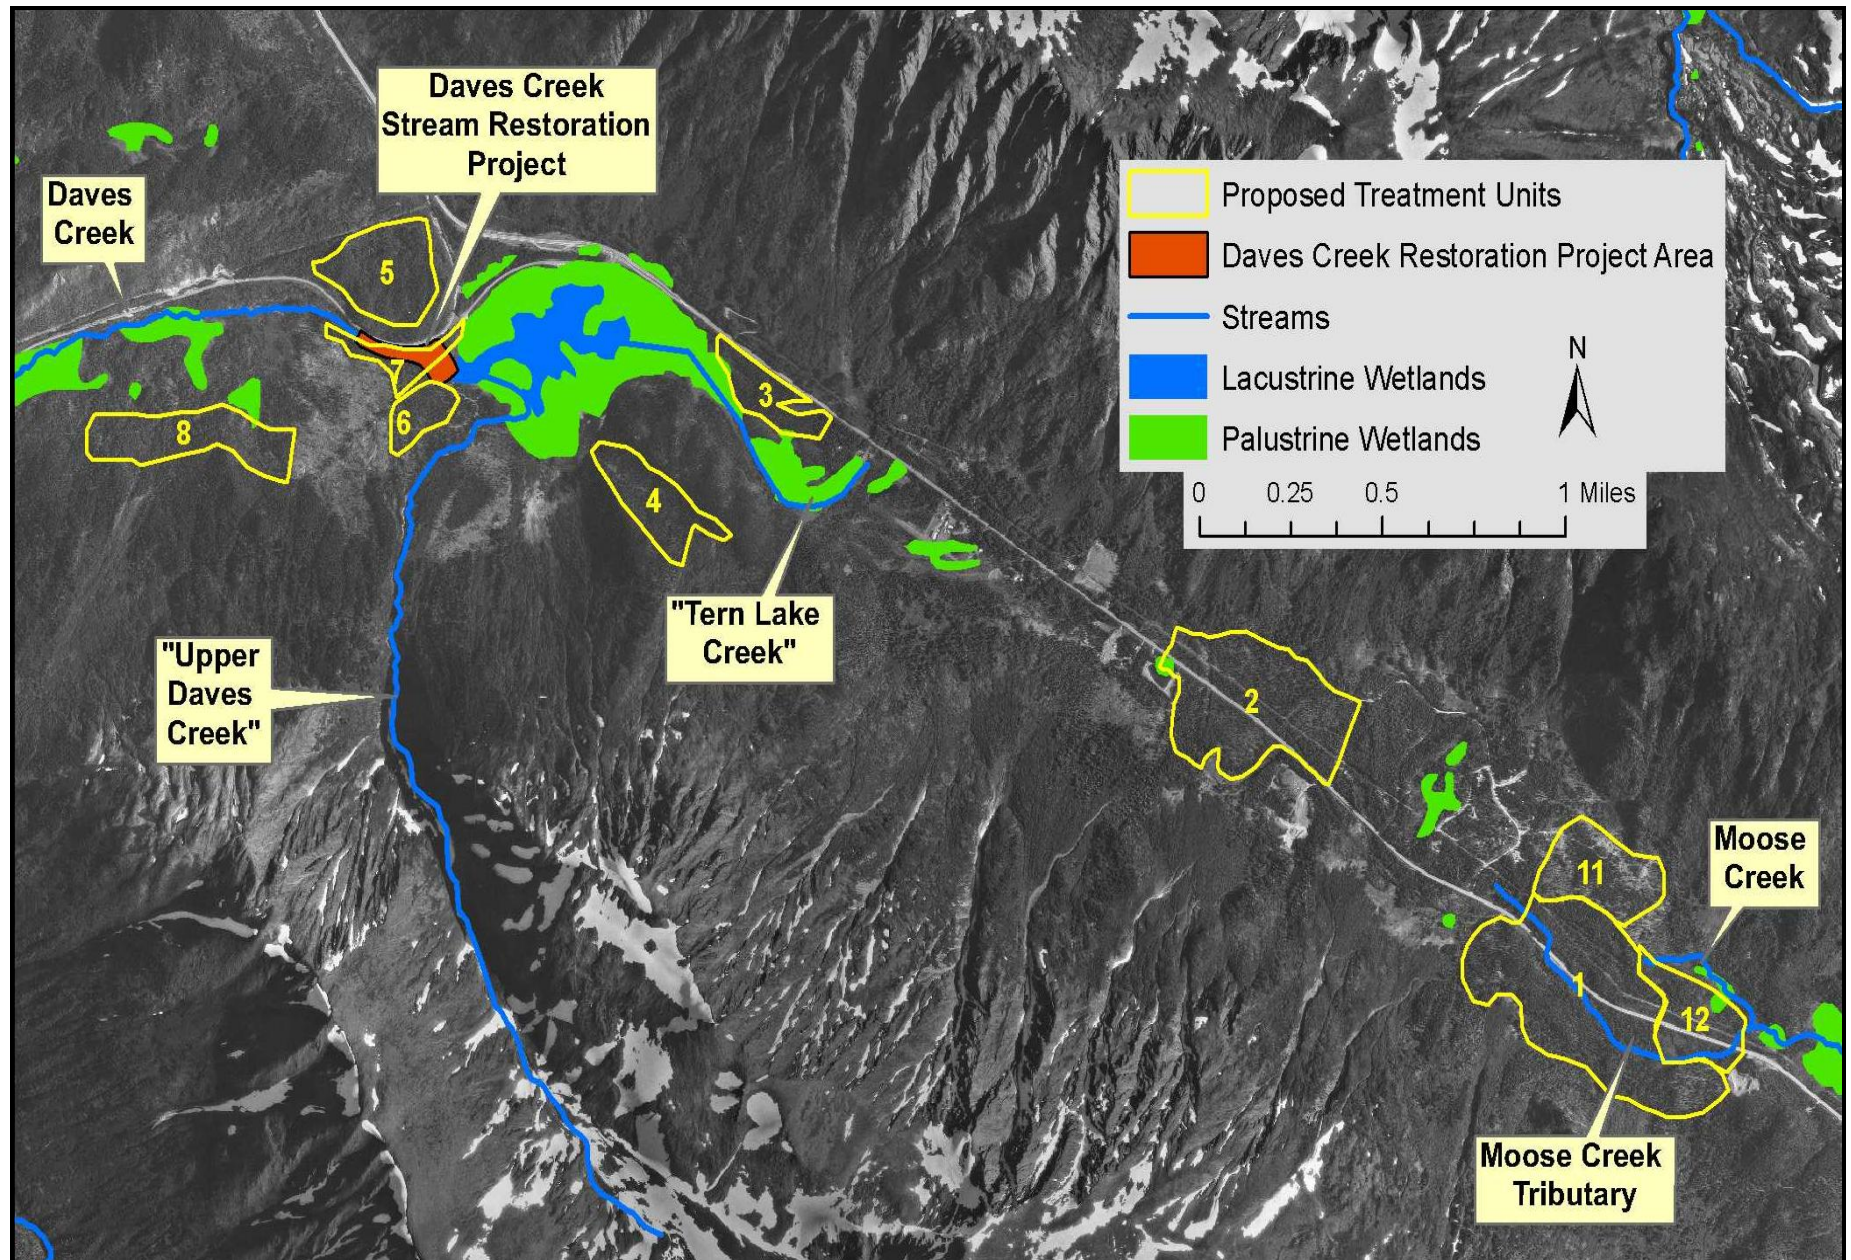 Daves Creek
Stream Restoration
Project
Daves
Creek
5
7
6
8
3
4
"Tern Lake
Creek"
"Upper
Daves
Creek"
2
11
1
12
Moose
Creek
Moose Creek
Tributary
Proposed Treatment Units
Daves Creek Restoration Project Area
Streams
Lacustrine Wetlands
Palustrine Wetlands
N
0 0.25 0.5 1 Miles